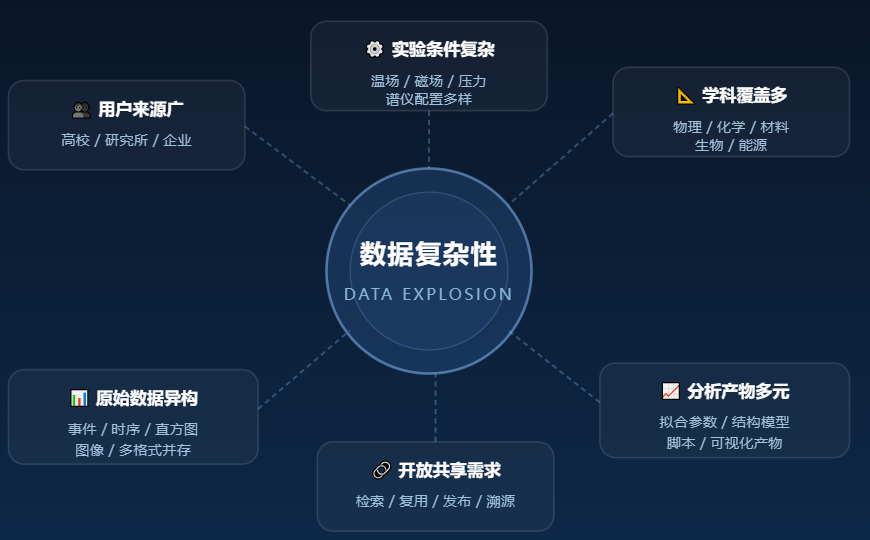 实验条件复杂
温场 / 磁场 / 压力
谱仪配置多样
用户来源广
高校 / 研究所 / 企业
学科覆盖多
物理 / 化学 / 材料
生物 / 能源
数据复杂性
DATA EXPLOSION
原始数据异构
事件 / 时序 / 直方图
图像 / 多格式并存
分析产物多元
拟合参数 / 结构模型
脚本 / 可视化产物
开放共享需求
检索 / 复用 / 发布 / 溯源